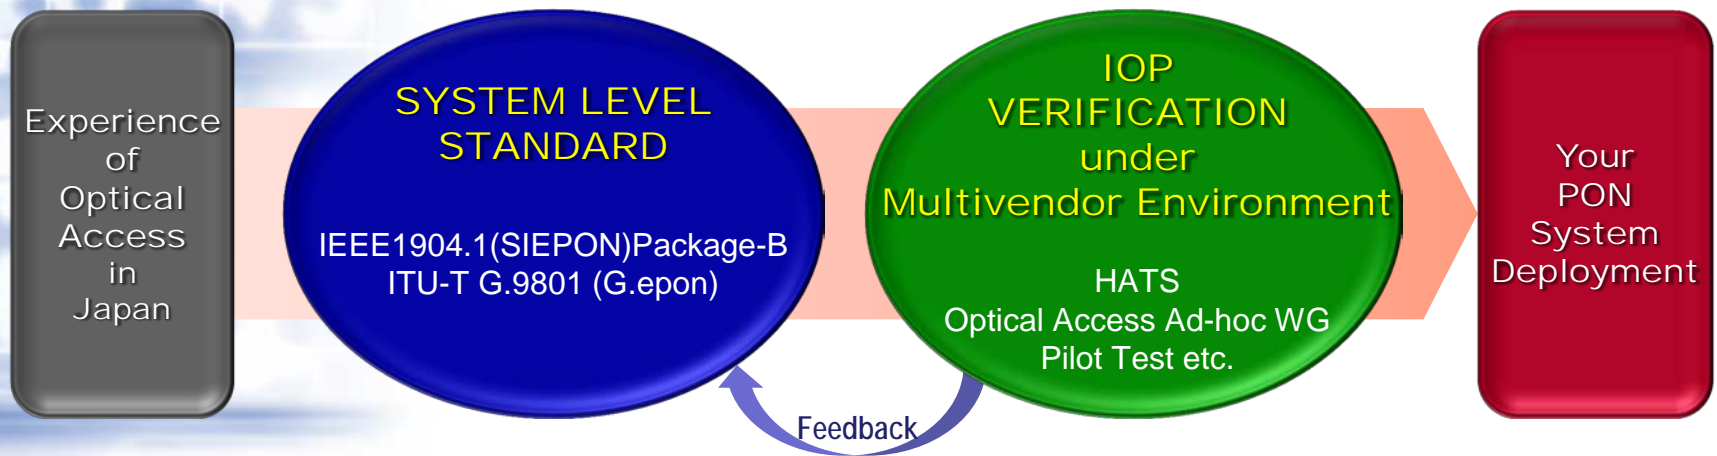 Experience
of
Optical
Access
in
Japan
SYSTEM LEVEL
STANDARD
IEEE1904.1(SIEPON)Package-B
ITU-T G.9801 (G.epon)
IOP
VERIFICATION
under
Multivendor Environment
HATS
Optical Access Ad-hoc WG
Pilot Test etc.
Your
PON
System
Deployment
Feedback